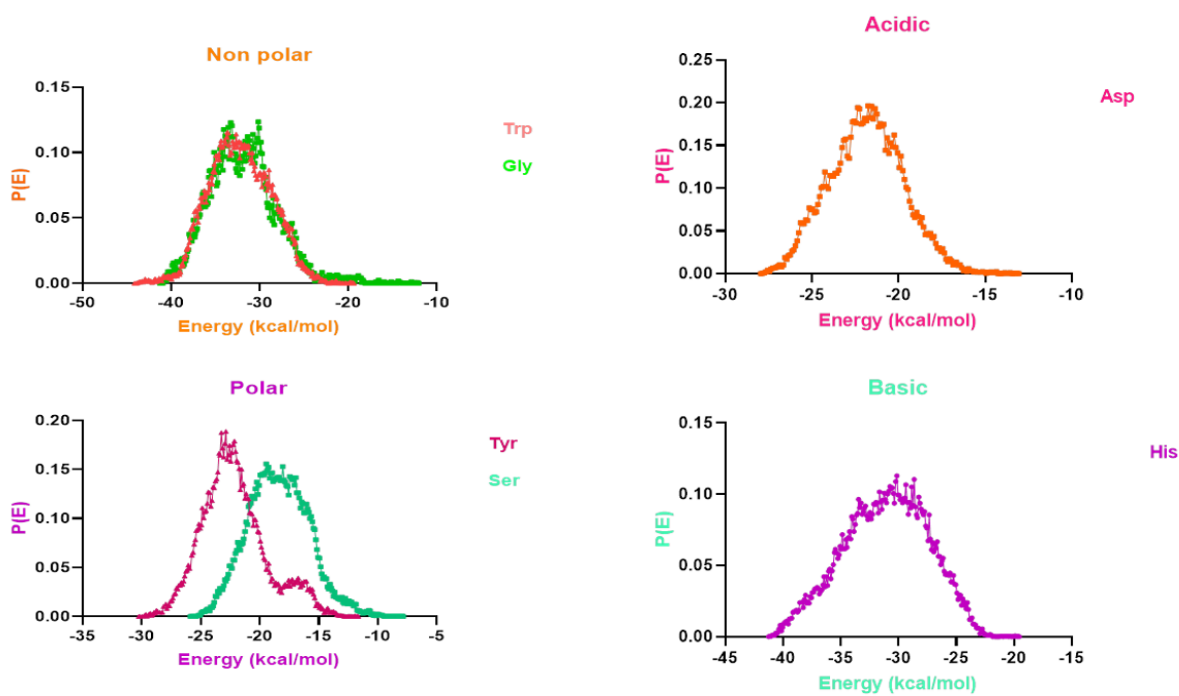 Non polar
0.15
0.10
0.05
0.00
P(E)
-50 -40 -30 -20 -10
Energy (kcal/mol)
Trp
Gly
Acidic
0.25
0.20
0.15
0.10
0.05
0.00
P(E)
-30 -25 -20 -15 -10
Energy (kcal/mol)
Asp
Polar
0.20
0.15
0.10
0.05
0.00
P(E)
-35 -30 -25 -20 -15 -10 -5
Energy (kcal/mol)
Tyr
Ser
Basic
0.15
0.10
0.05
0.00
P(E)
-45 -40 -35 -30 -25 -20 -15
Energy (kcal/mol)
His